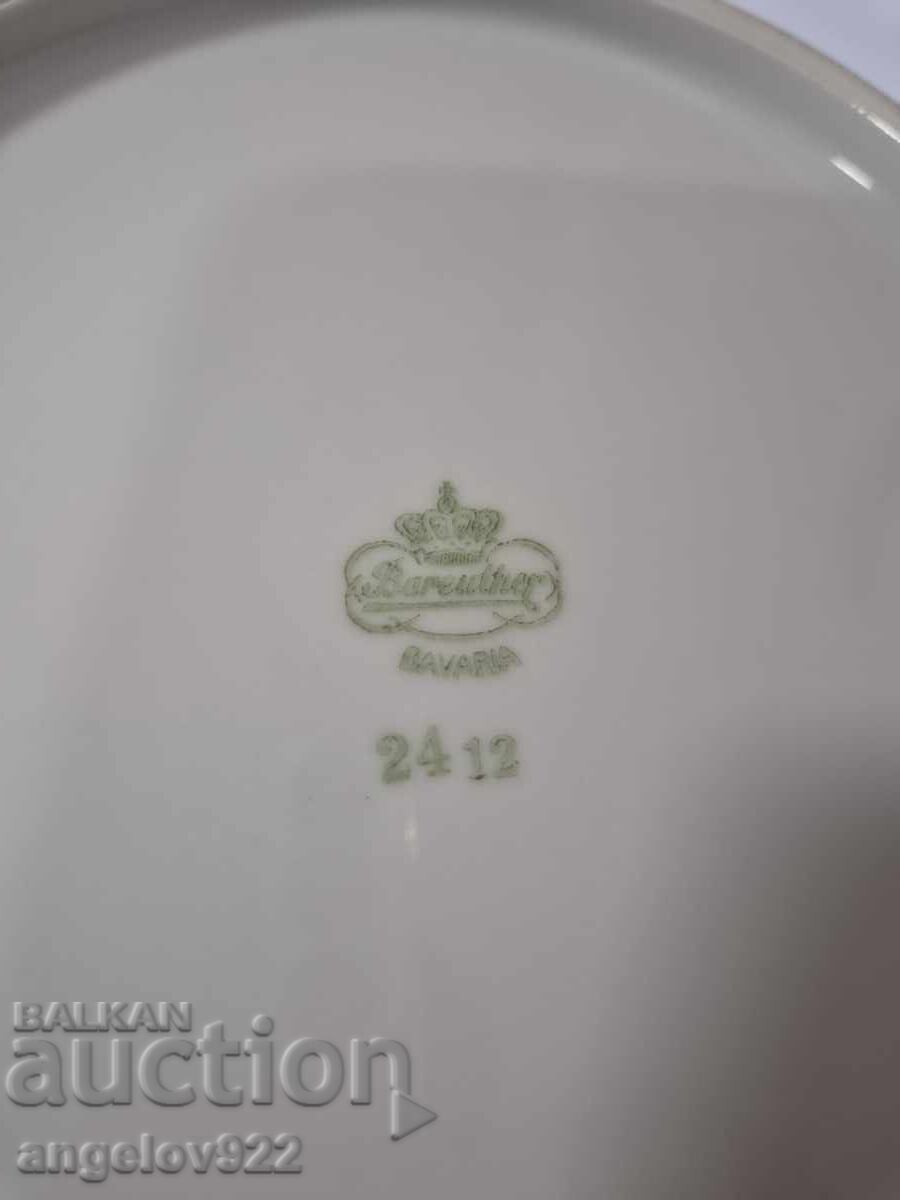 Bareuther
BAVARIA
24 12
BALKAN
auction
angelov922